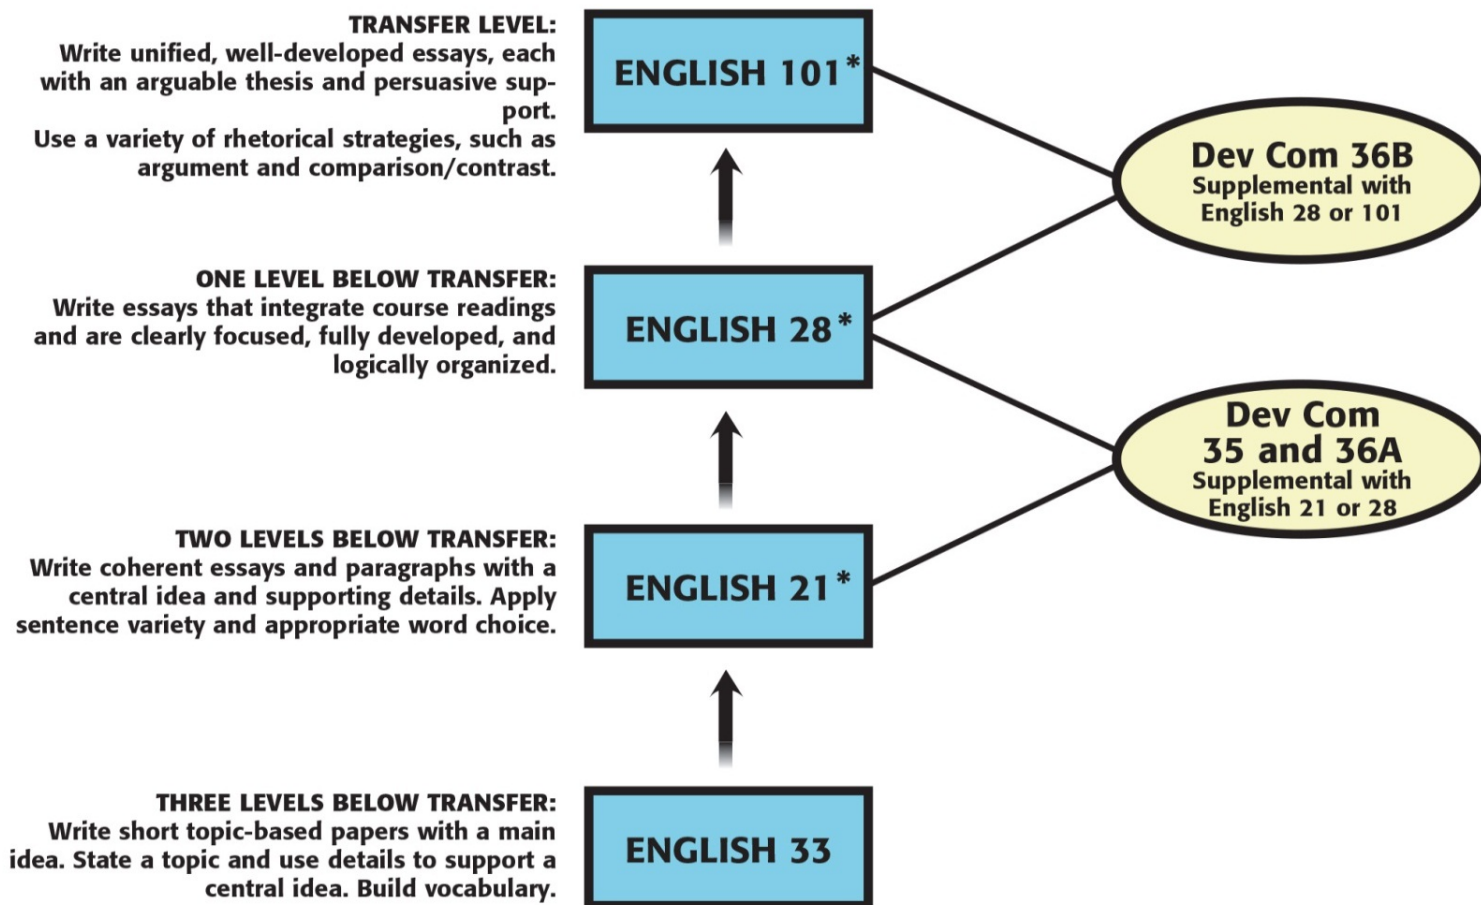 TRANSFER LEVEL:
Write unified, well-developed essays, each
with an arguable thesis and persuasive sup-
port.
Use a variety of rhetorical strategies, such as
argument and comparison/contrast.
ENGLISH 101*
Dev Com 36B
Supplemental with
English 28 or 101
ONE LEVEL BELOW TRANSFER:
Write essays that integrate course readings
and are clearly focused, fully developed, and
logically organized.
ENGLISH 28*
Dev Com
35 and 36A
Supplemental with
English 21 or 28
TWO LEVELS BELOW TRANSFER:
Write coherent essays and paragraphs with a
central idea and supporting details. Apply
sentence variety and appropriate word choice.
ENGLISH 21*
THREE LEVELS BELOW TRANSFER:
Write short topic-based papers with a main
idea. State a topic and use details to support a
central idea. Build vocabulary.
ENGLISH 33